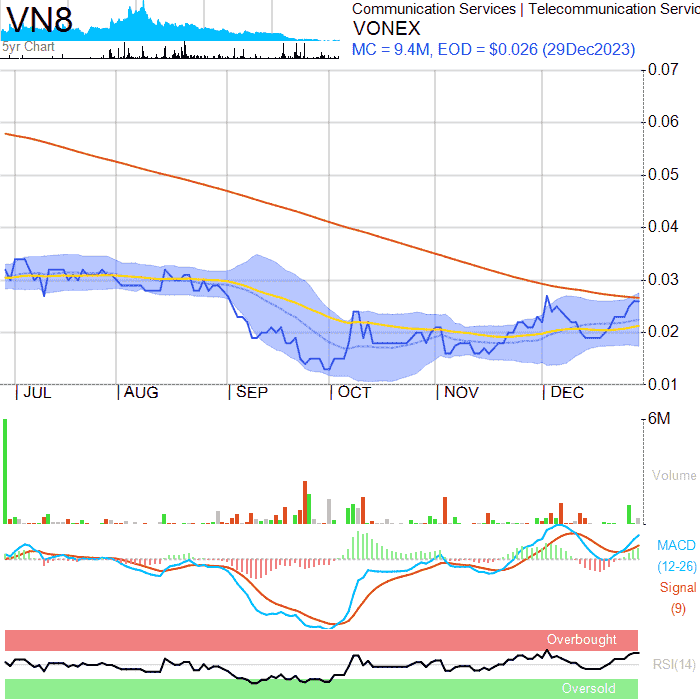 VN8
5yr Chart
Communication Services | Telecommunication Servic
VONEX
MC = 9.4M, EOD = $0.026 (29Dec2023)
0.07
0.06
0.05
0.04
0.03
0.02
0.01
JUL AUG SEP OCT NOV DEC
6M
Volume
MACD
(12-26)
Signal
(9)
Overbought
RSI(14)
Oversold